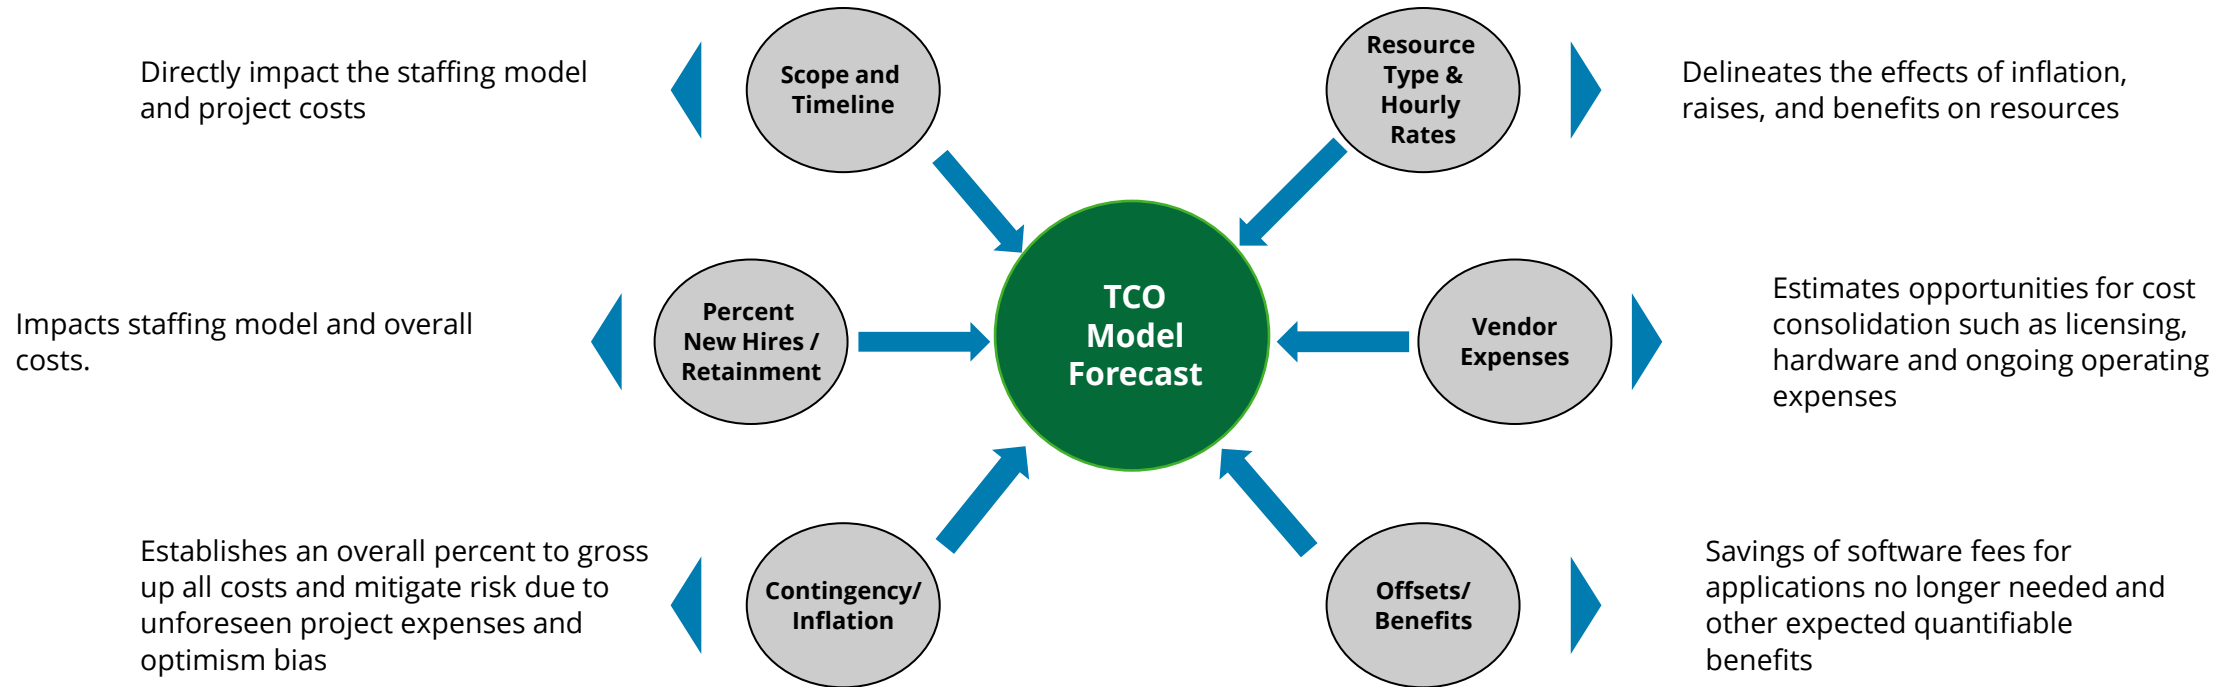 Directly impact the staffing model
and project costs
Scope and
Timeline
Resource
Type &
Hourly
Rates
Delineates the effects of inflation,
raises, and benefits on resources
Impacts staffing model and overall
costs.
Percent
New Hires /
Retainment
TCO
Model
Forecast
Vendor
Expenses
Estimates opportunities for cost
consolidation such as licensing,
hardware and ongoing operating
expenses
Establishes an overall percent to gross
up all costs and mitigate risk due to
unforeseen project expenses and
optimism bias
Contingency/
Inflation
Offsets/
Benefits
Savings of software fees for
applications no longer needed and
other expected quantifiable
benefits